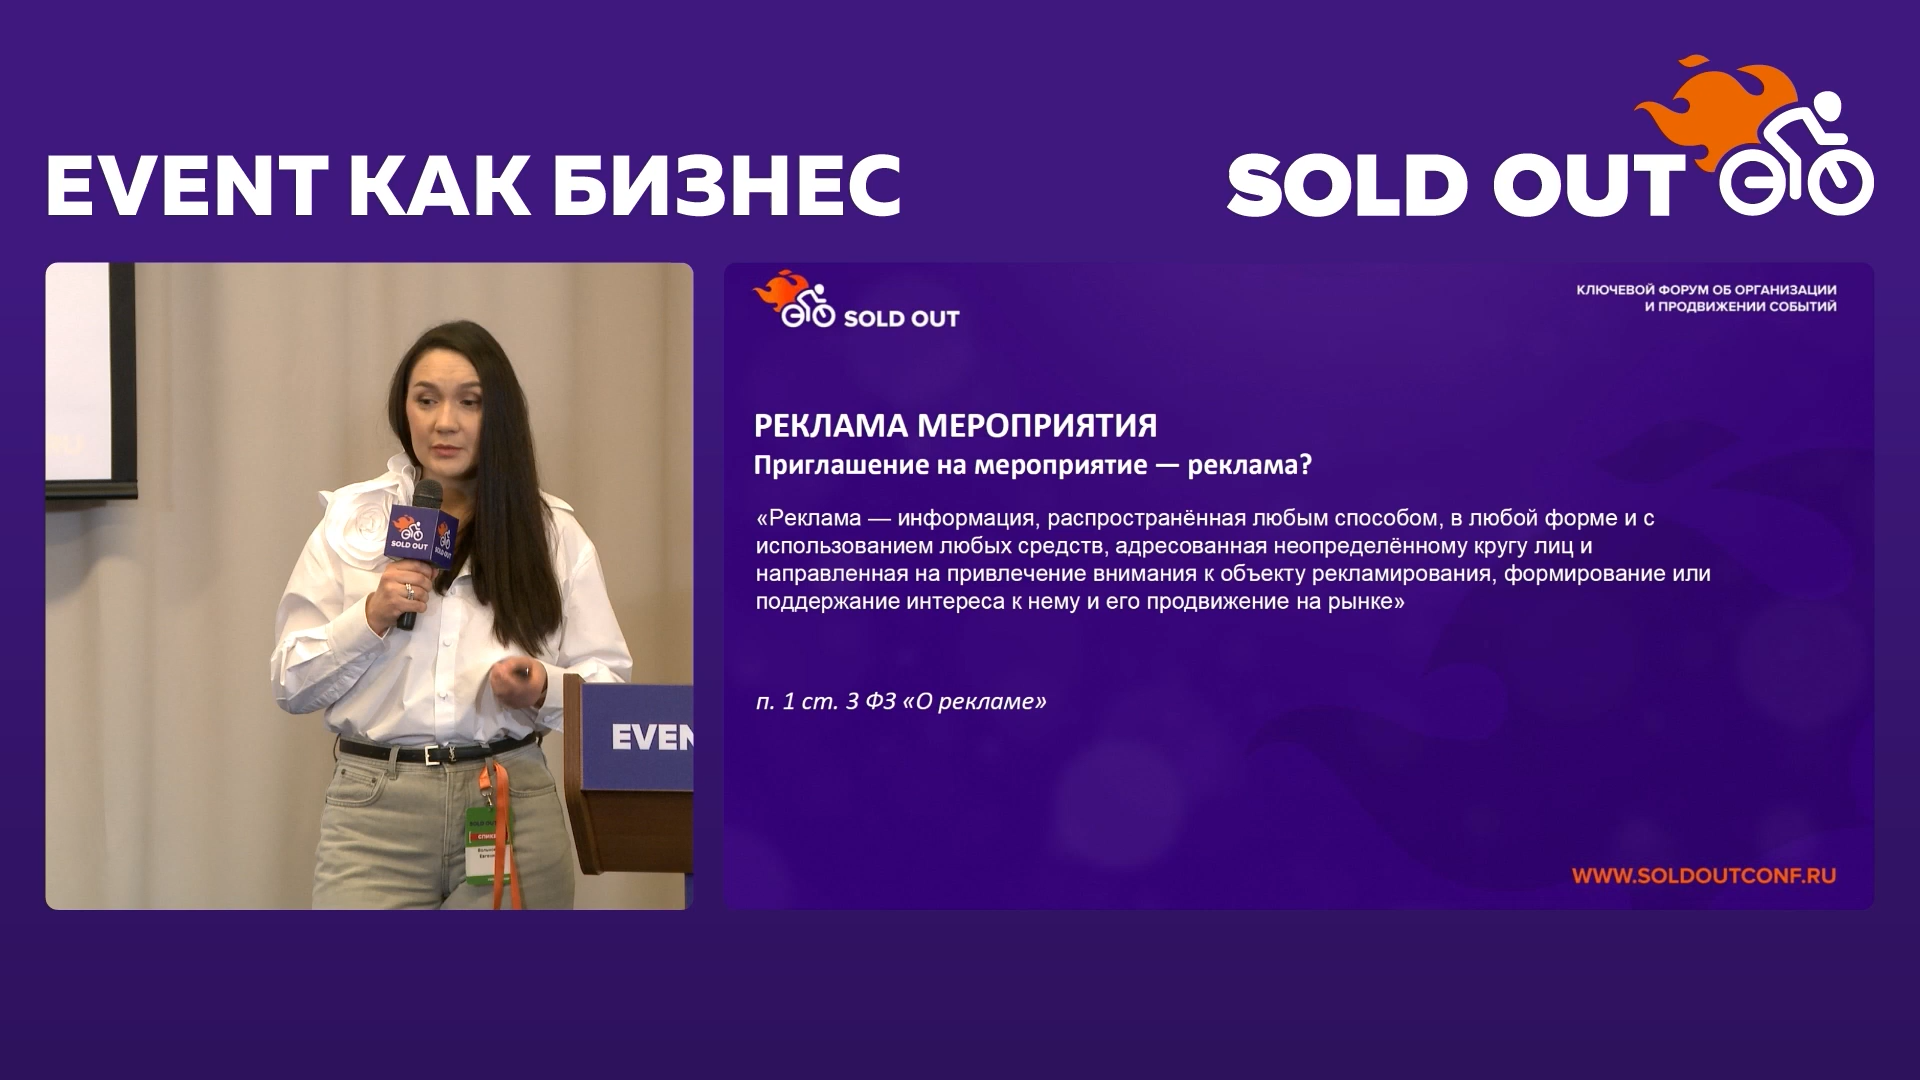 EVENT КАК БИЗНЕС
SOLD OUT
SOLD OUT
КЛЮЧЕВОЙ ФОРУМ ОБ ОРГАНИЗАЦИИ
И ПРОДВИЖЕНИИ СОБЫТИЙ
РЕКЛАМА МЕРОПРИЯТИЯ
Приглашение на мероприятие — реклама?
«Реклама — информация, распространённая любым способом, в любой форме и с
использованием любых средств, адресованная неопределённому кругу лиц и
направленная на привлечение внимания к объекту рекламирования, формирование или
поддержание интереса к нему и его продвижение на рынке»
п. 1 ст. 3 ФЗ «О рекламе»
WWW.SOLDOUTCONF.RU
SOLD OUT
EVEN
SOLD OUT